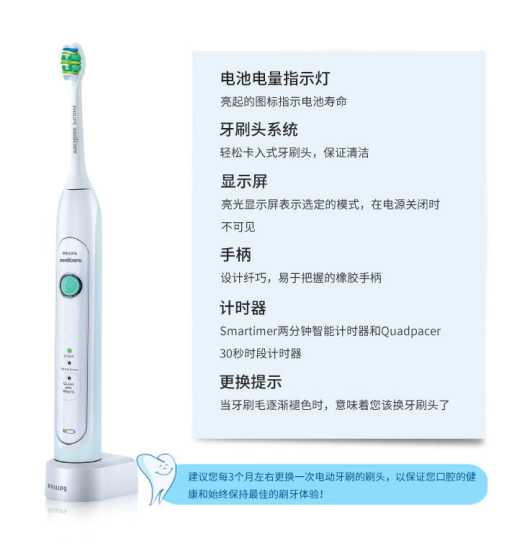 PHILIPS
sonicare
PHILIPS
sonicare
PHILIPS
电池电量指示灯
亮起的图标指示电池寿命
牙刷头系统
轻松卡入式牙刷头，保证清洁
显示屏
亮光显示屏表示选定的模式，在电源关闭时
不可见
手柄
设计纤巧，易于把握的橡胶手柄
计时器
Smartimer两分钟智能计时器和Quadpacer
30秒时段计时器
更换提示
当牙刷毛逐渐褪色时，意味着您该换牙刷头了
建议您每3个月左右更换一次电动牙刷的刷头，以保证您口腔的健
康和始终保持最佳的刷牙体验！